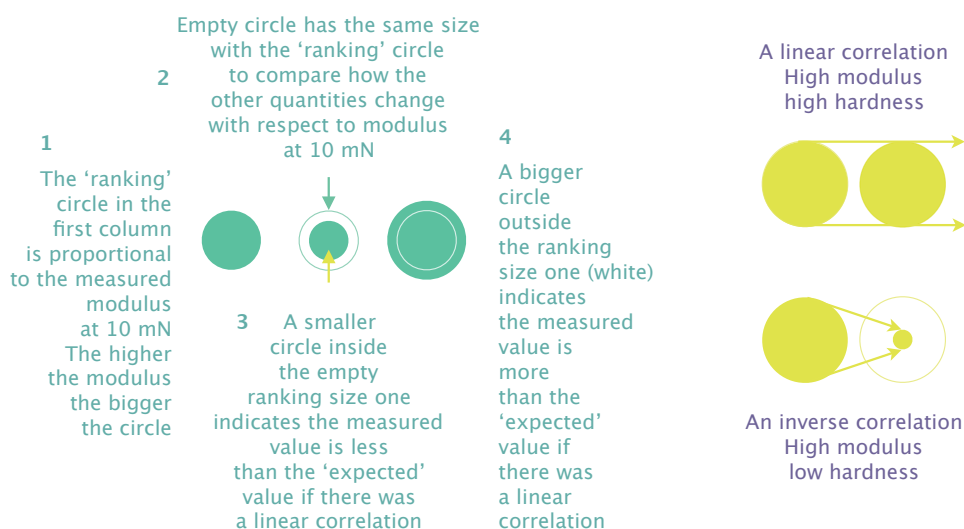 1
The ‘ranking’
circle in the
first column
is proportional
to the measured
modulus
at 10 mN
The higher
the modulus
the bigger
the circle
2
Empty circle has the same size
with the ‘ranking’ circle
to compare how the
other quantities change
with respect to modulus
at 10 mN
3 A smaller
circle inside
the empty
ranking size one
indicates the measured
value is less
than the ‘expected’
value if there was
a linear correlation
4
A bigger
circle
outside
the ranking
size one (white)
indicates
the measured
value is
more
than the
‘expected’
value if
there was
a linear
correlation
A linear correlation
High modulus
high hardness
An inverse correlation
High modulus
low hardness